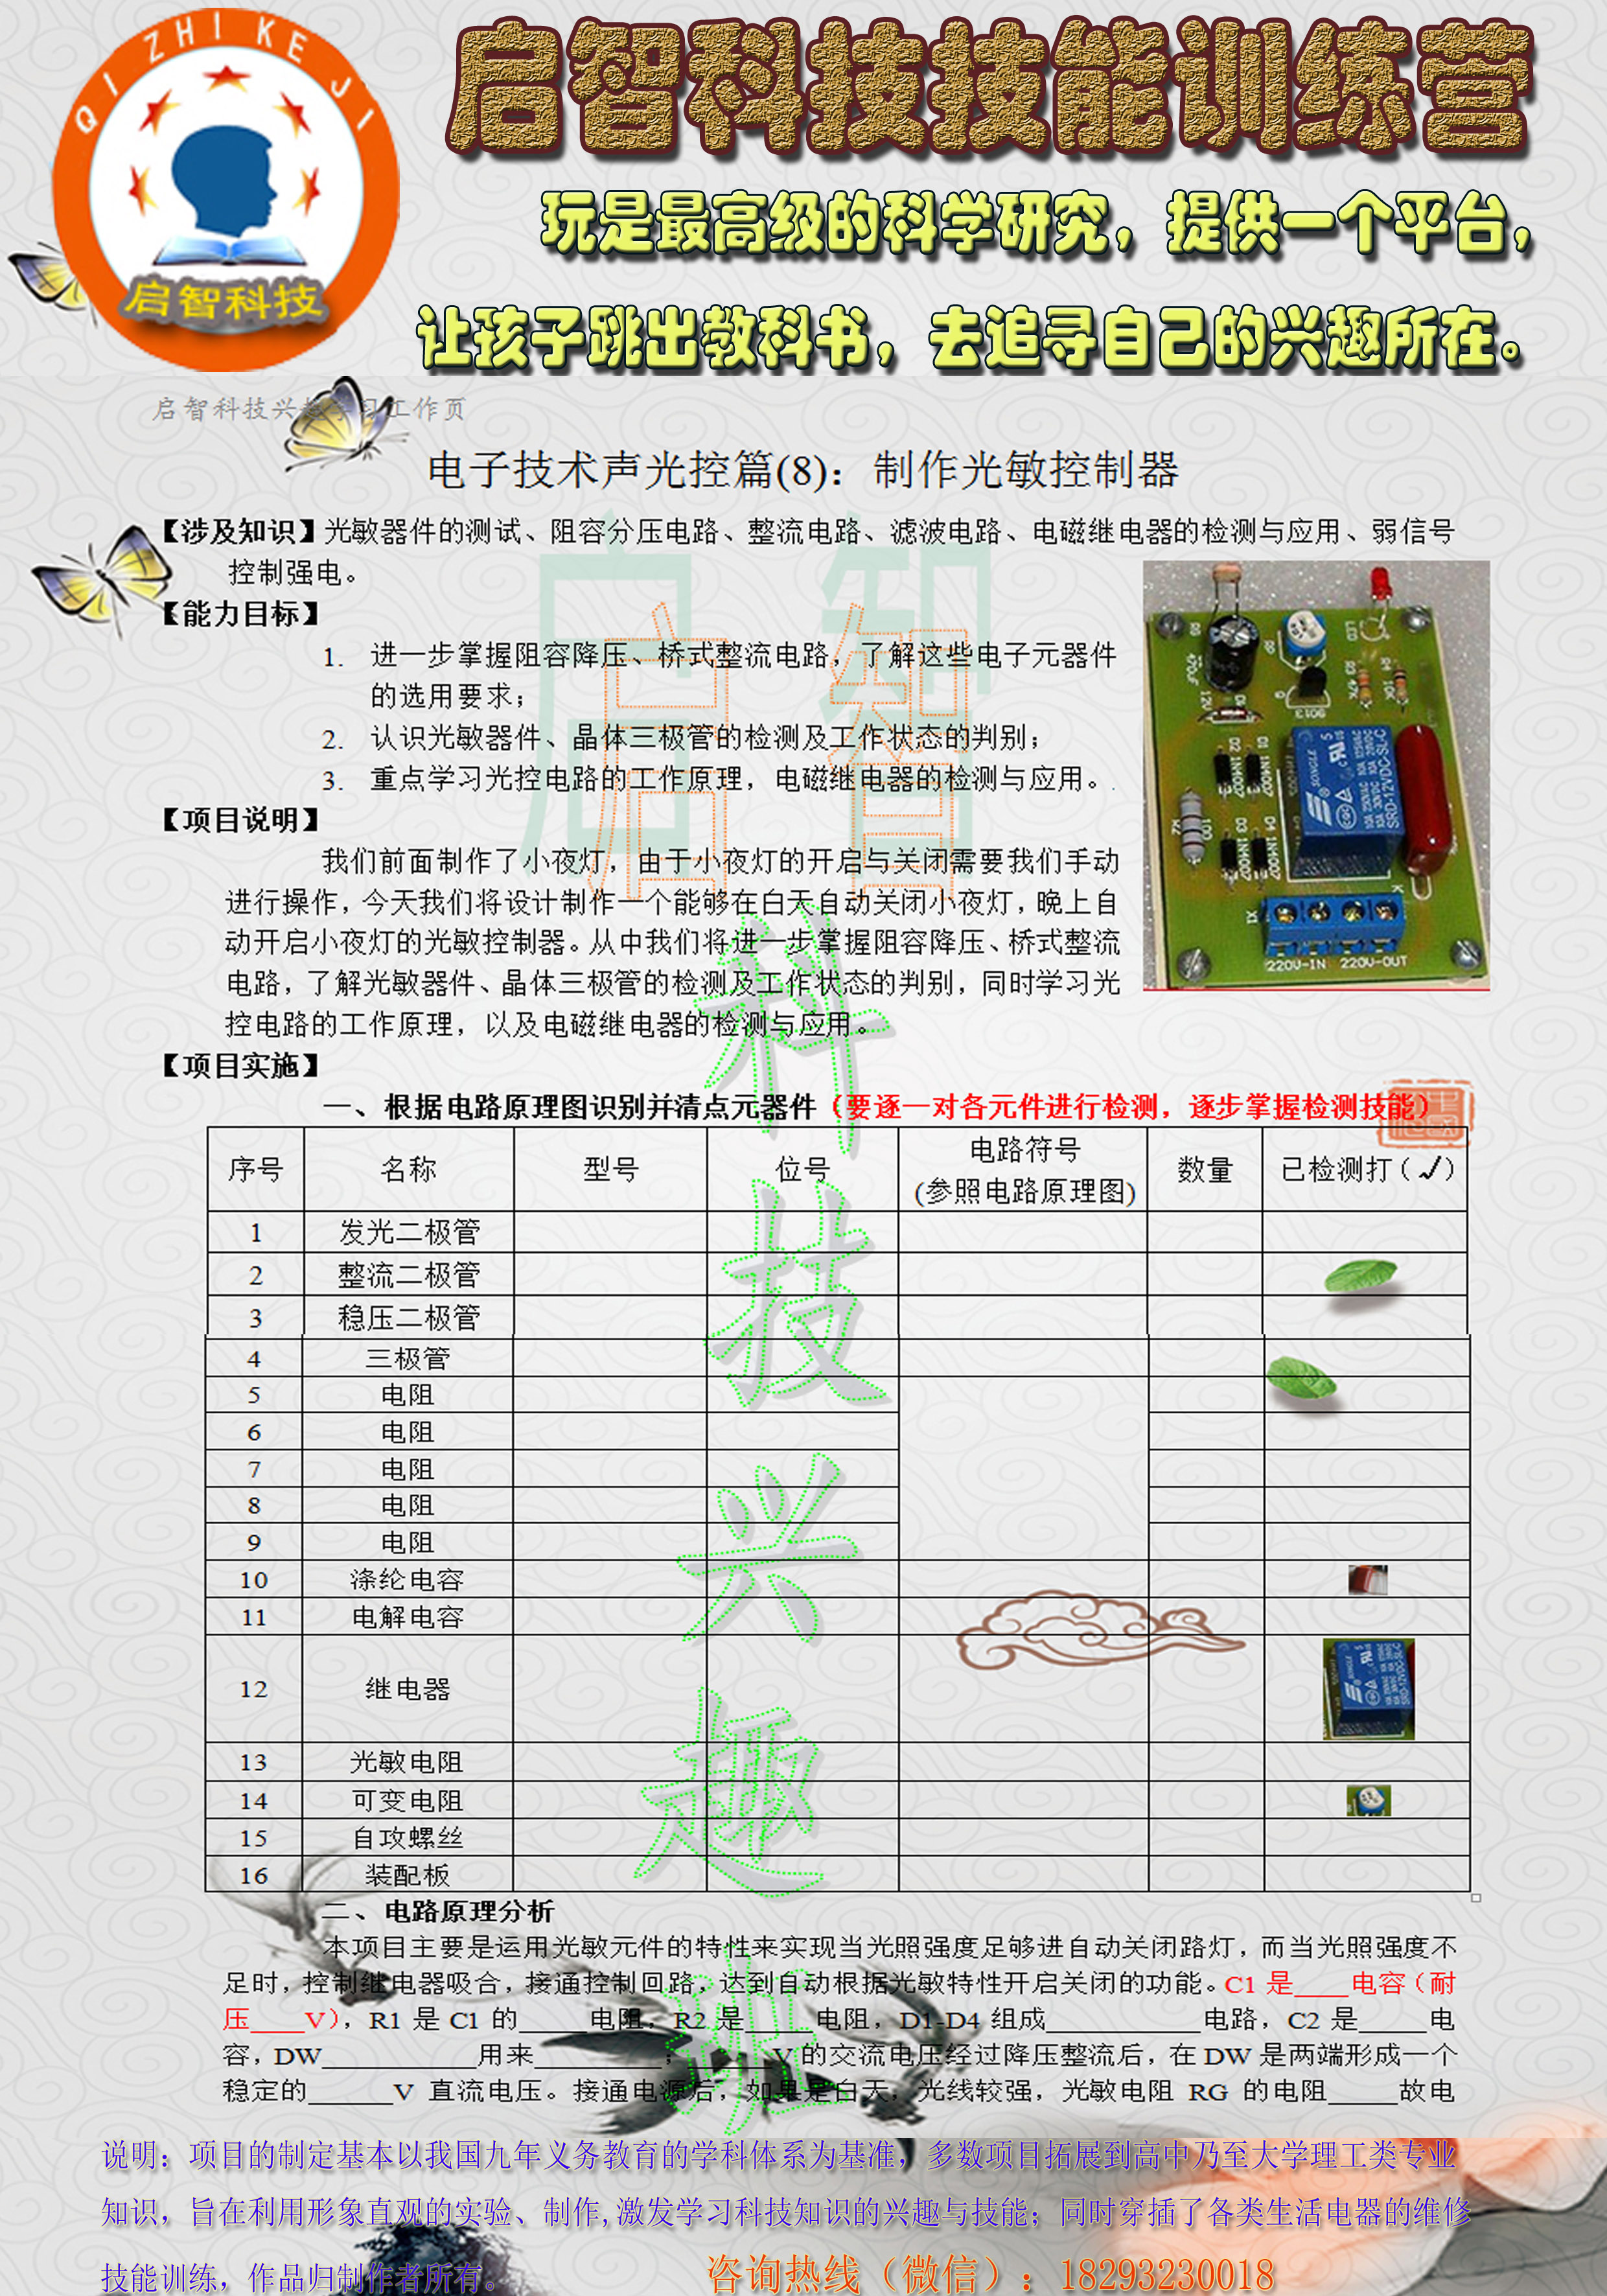 QI ZHI KE JI
启智科技
启智科技技能训练营
玩是最高级的科学研究，提供一个平台，
让孩子跳出教科书，去追寻自己的兴趣所在。
启智科技兴趣学习工作页
电子技术声光控篇(8)：制作光敏控制器
【涉及知识】光敏器件的测试、阻容分压电路、整流电路、滤波电路、电磁继电器的检测与应用、弱信号
控制强电。
【能力目标】
1. 进一步掌握阻容降压、桥式整流电路，了解这些电子元器件
的选用要求；
2. 认识光敏器件、晶体三极管的检测及工作状态的判别；
3. 重点学习光控电路的工作原理，电磁继电器的检测与应用。
【项目说明】
我们前面制作了小夜灯，由于小夜灯的开启与关闭需要我们手动
进行操作，今天我们将设计制作一个能够在白天自动关闭小夜灯，晚上自
动开启小夜灯的光敏控制器。从中我们将进一步掌握阻容降压、桥式整流
电路，了解光敏器件、晶体三极管的检测及工作状态的判别，同时学习光
控电路的工作原理，以及电磁继电器的检测与应用。
RG 470uF 12V
LED
9013
R3 47K
R4 10K
D2 1N4007
D1 1N4007
D3 1N4007
D4 1N4007
R2 100
SONGLE
SRD-12VDC-SL-C
X1
220V-IN 220V-OUT
【项目实施】
一、根据电路原理图识别并清点元器件（要逐一对各元件进行检测，逐步掌握检测技能）
序号 名称 型号 位号 电路符号 数量 已检测打（✓）
(参照电路原理图)
1 发光二极管
2 整流二极管
3 稳压二极管
4 三极管
5 电阻
6 电阻
7 电阻
8 电阻
9 电阻
10 涤纶电容
11 电解电容
12 继电器
13 光敏电阻
14 可变电阻
15 自攻螺丝
16 装配板
启智
科技兴趣班
二、电路原理分析
本项目主要是运用光敏元件的特性来实现当光照强度足够进自动关闭路灯，而当光照强度不
足时，控制继电器吸合，接通控制回路，达到自动根据光敏特性开启关闭的功能。C1 是____电容（耐
压____V），R1 是 C1 的_____电阻，R2 是_____电阻，D1-D4 组成___________电路，C2 是_____电
容，DW___________用来_________；______V 的交流电压经过降压整流后，在 DW 是两端形成一个
稳定的______V 直流电压。接通电源后，如果是白天，光线较强，光敏电阻 RG 的电阻_____故电
说明：项目的制定基本以我国九年义务教育的学科体系为基准，多数项目拓展到高中乃至大学理工类专业
知识，旨在利用形象直观的实验、制作,激发学习科技知识的兴趣与技能；同时穿插了各类生活电器的维修
技能训练，作品归制作者所有。
咨询热线（微信）：18293230018